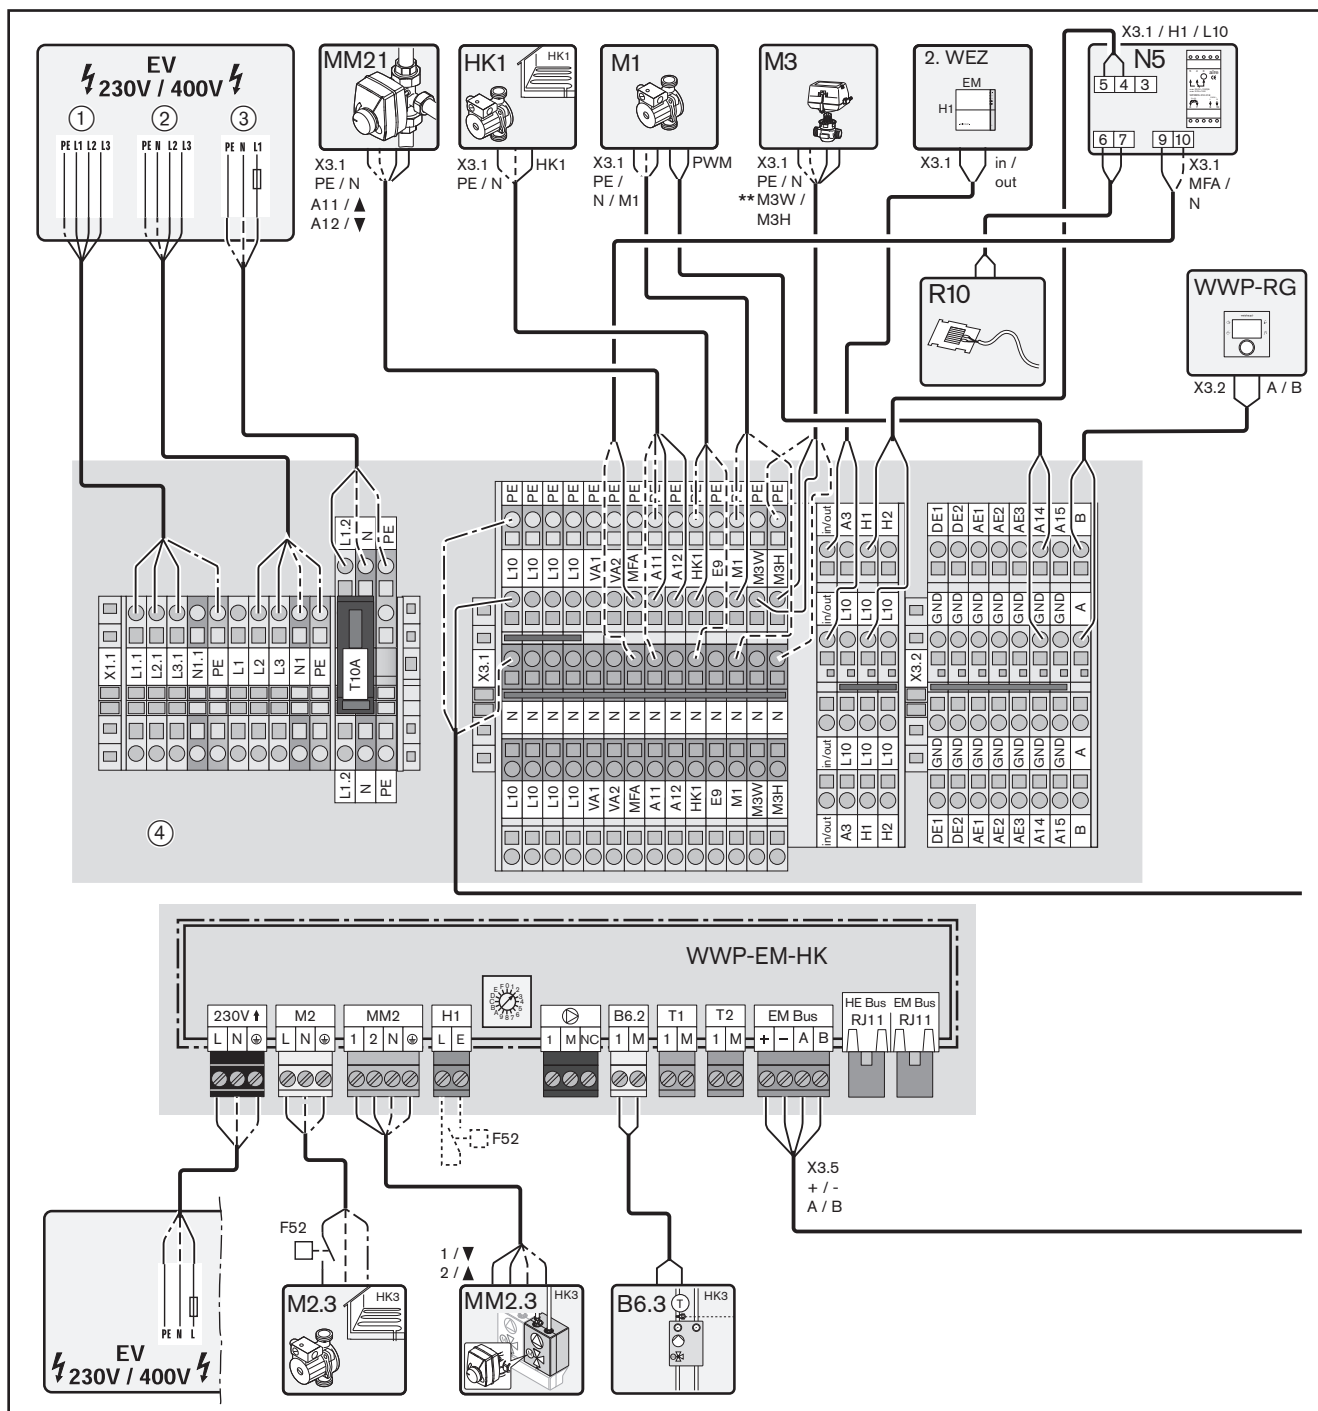 EV
230V / 400V
1 2 3
PE L1 L2 L3
PE N L2 L3
PE N L1
MM21
X3.1
PE / N
A11 / ▲
A12 / ▼
HK1
HK1
X3.1
PE / N
HK1
M1
X3.1
PE /
N / M1
PWM
M3
X3.1
PE / N
**M3W /
M3H
2. WEZ
EM
H1
X3.1
in /
out
X3.1 / H1 / L10
N5
5 4 3
6 7
9 10
X3.1
MFA /
N
R10
WWP-RG
X3.2
A / B
X1.1
L1.1 L2.1 L3.1 N1.1 PE L1 L2 L3 N1 PE
L1.2 N PE
T10A
L1.2 N PE
4
X3.1
PE PE PE PE PE PE PE PE PE PE PE PE PE PE
L10 L10 L10 L10 VA1 VA2 MFA A11 A12 HK1 E9 M1 M3W M3H
N N N N N N N N N N N N N N
L10 L10 L10 L10 VA1 VA2 MFA A11 A12 HK1 E9 M1 M3W M3H
in/out A3 H1 H2
in/out L10 L10 L10
in/out L10 L10 L10
in/out A3 H1 H2
X3.2
DE1 DE2 AE1 AE2 AE3 A14 A15 B
GND GND GND GND GND GND GND A
GND GND GND GND GND GND GND A
DE1 DE2 AE1 AE2 AE3 A14 A15 B
WWP-EM-HK
230V
L N
M2
L N
MM2
1 2 N
H1
L E
F 0 1 2 3 4 5 6 7 8 9 A B C D E
1 M NC
B6.2
1 M
T1
1 M
T2
1 M
EM Bus
+ − A B
HE Bus
RJ11
EM Bus
RJ11
F52
X3.5
+ / -
A / B
PE N L
EV
230V / 400V
F52
M2.3
HK3
1 / ▼
2 / ▲
MM2.3
HK3
B6.3
T
HK3